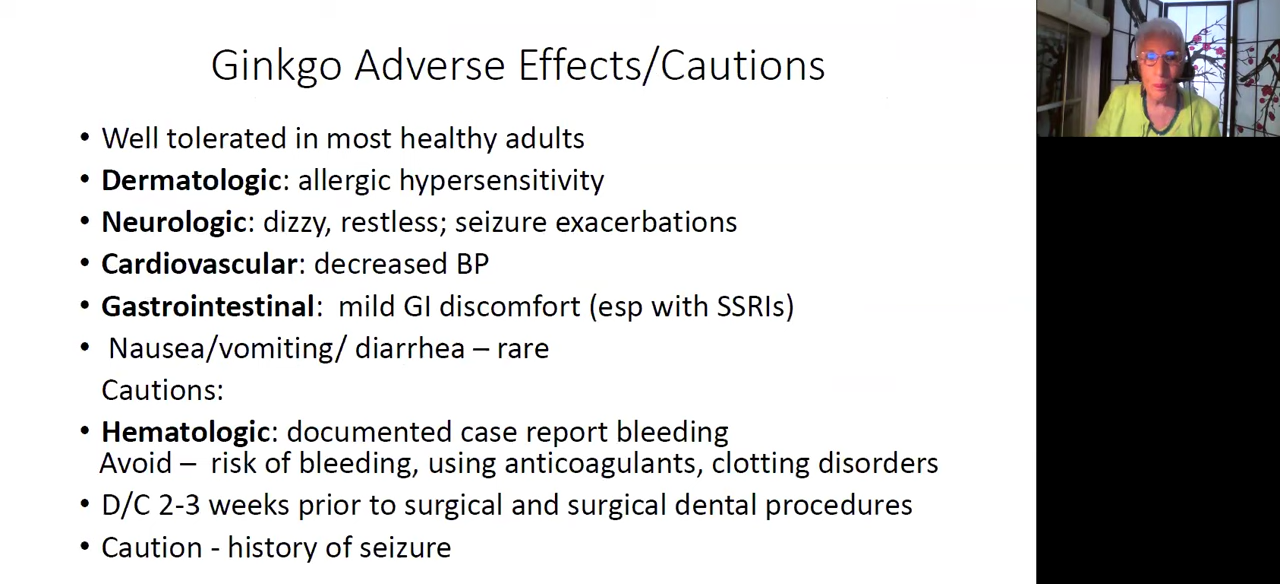 Ginkgo Adverse Effects/Cautions
• Well tolerated in most healthy adults
• Dermatologic: allergic hypersensitivity
• Neurologic: dizzy, restless; seizure exacerbations
• Cardiovascular: decreased BP
• Gastrointestinal: mild GI discomfort (esp with SSRIs)
• Nausea/vomiting/ diarrhea – rare
Cautions:
• Hematologic: documented case report bleeding
Avoid – risk of bleeding, using anticoagulants, clotting disorders
• D/C 2-3 weeks prior to surgical and surgical dental procedures
• Caution - history of seizure